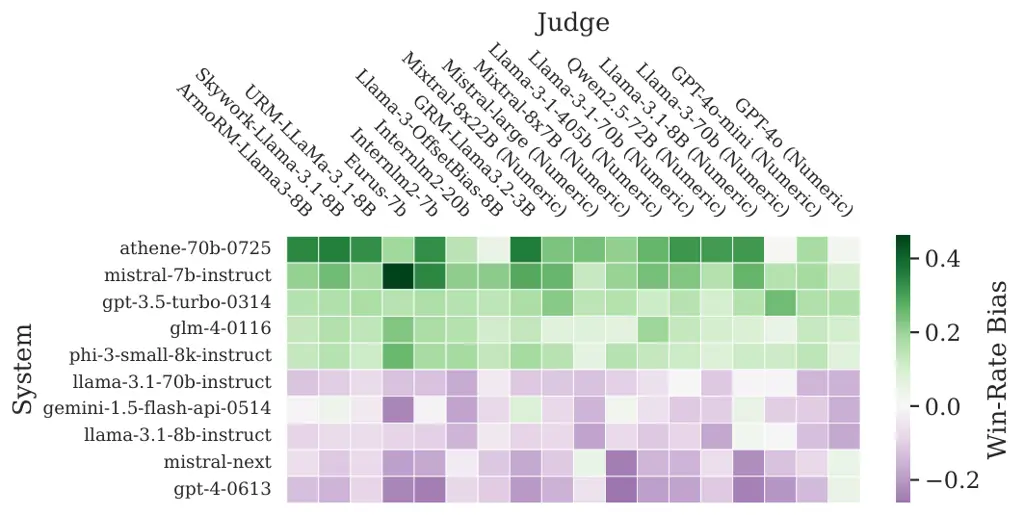 Judge
ArmoRM-Llama3-8B
Skywork-Llama-3.1-8B
URM-LLaMa-3.1-8B
Eurus-7b
Internlm2-7b
Internlm2-20b
Llama-3-OffsetBias-8B
GRM-Llama3.2-3B
Mixtral-8x22B (Numeric)
Mistral-large (Numeric)
Mixtral-8x7B (Numeric)
Llama-3-1-405b (Numeric)
Llama-3.1-70b (Numeric)
Qwen2.5-72B (Numeric)
Llama-3.1-8B (Numeric)
Llama-3-70b (Numeric)
GPT-4o-mini (Numeric)
GPT-4o (Numeric)
System
athene-70b-0725
mistral-7b-instruct
gpt-3.5-turbo-0314
glm-4-0116
phi-3-small-8k-instruct
llama-3.1-70b-instruct
gemini-1.5-flash-api-0514
llama-3.1-8b-instruct
mistral-next
gpt-4-0613
0.4
0.2
0.0
−0.2
Win-Rate Bias